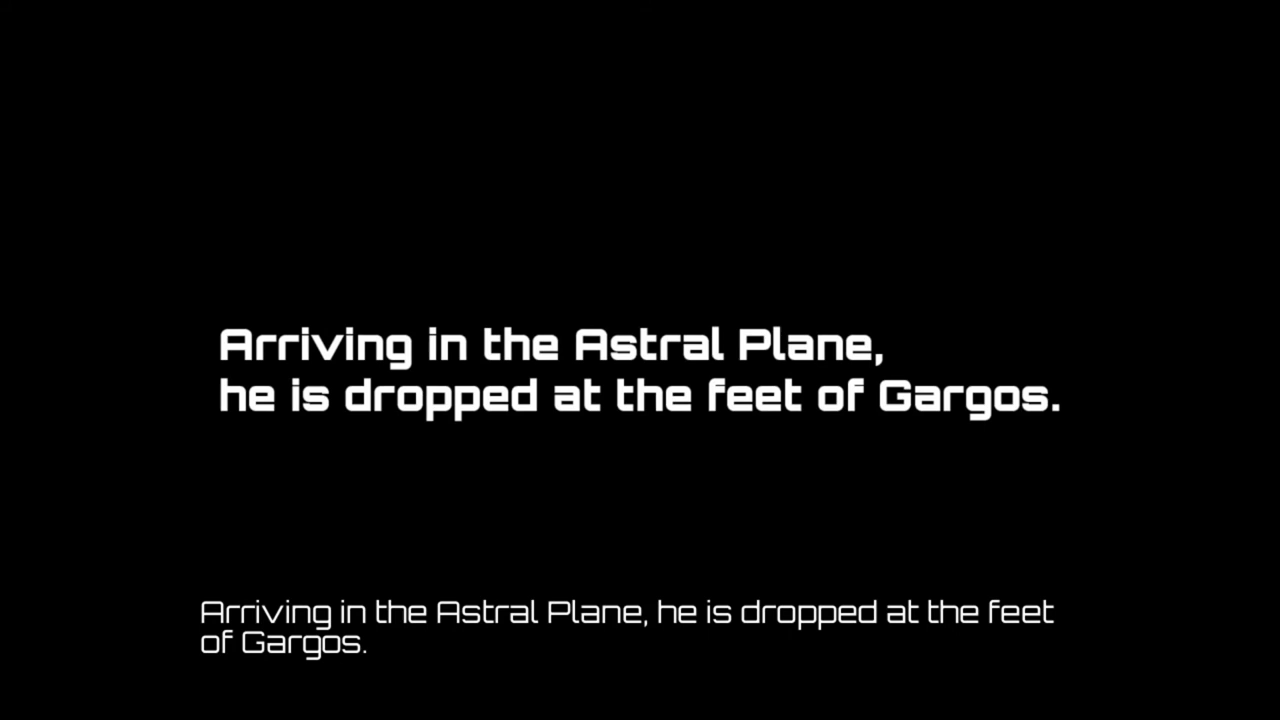 Arriving in the Astral Plane,
he is dropped at the feet of Gargos.
Arriving in the Astral Plane, he is dropped at the feet
of Gargos.